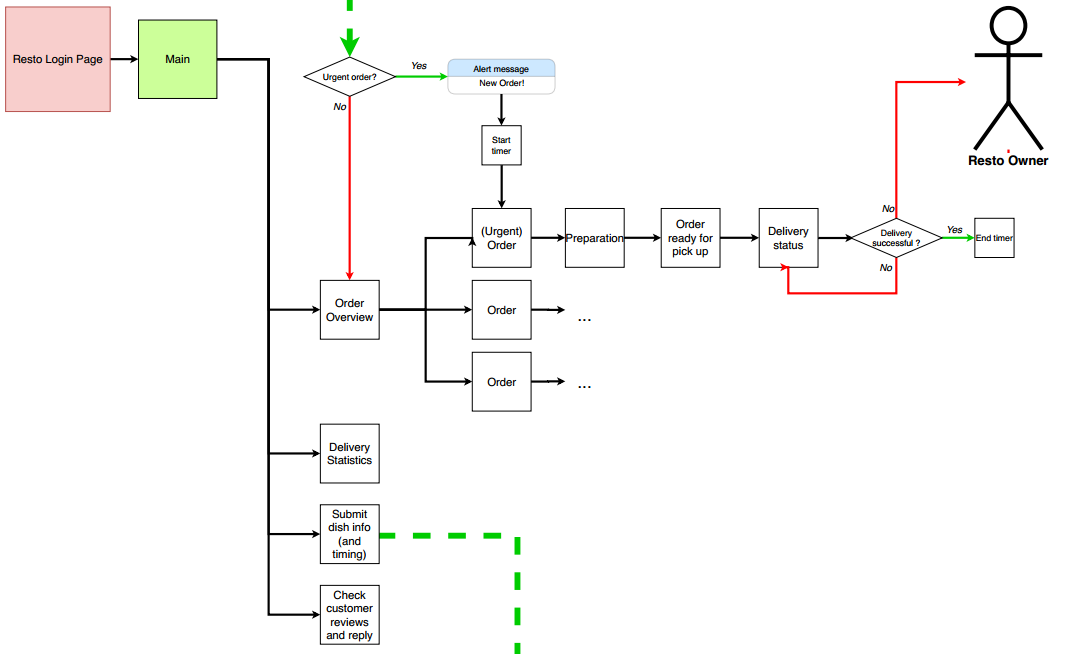 Resto Login Page
Main
Urgent order?
Yes
No
Alert message
New Order!
Start
timer
Resto Owner
(Urgent)
Order
Preparation
Order
ready for
pick up
Delivery
status
No
Delivery
successful ?
Yes
No
End timer
Order
Overview
Order
...
Order
...
Delivery
Statistics
Submit
dish info
(and
timing)
Check
customer
reviews
and reply